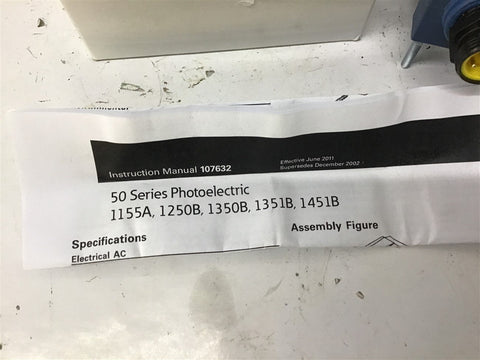 Instruction Manual 107632
Effective June 2011
Supersedes December 2002
50 Series Photoelectric
1155A, 1250B, 1350B, 1351B, 1451B
Specifications
Assembly Figure
Electrical AC